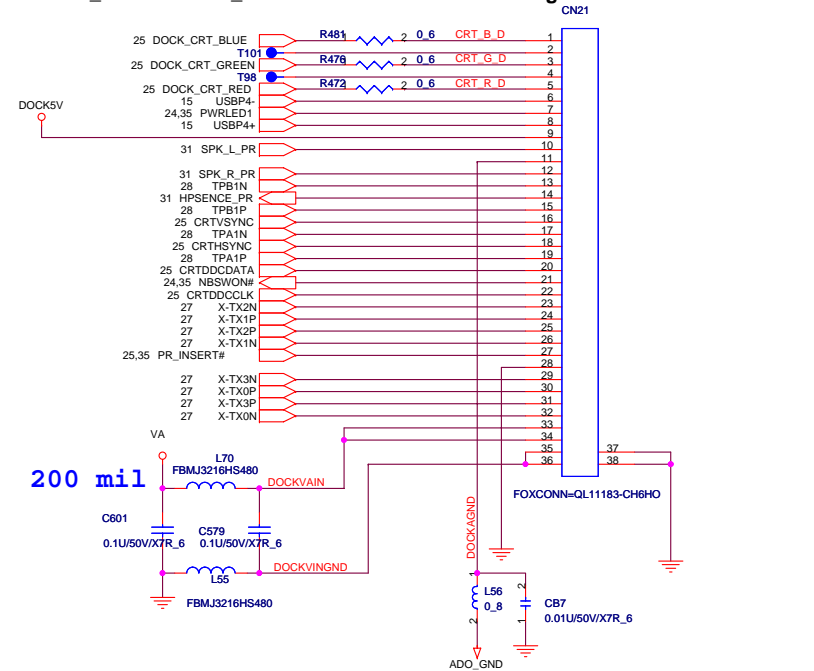 CN21
25 DOCK_CRT_BLUE R481 1 2 0_6 CRT_B_D 1
T101 2
25 DOCK_CRT_GREEN R476 1 2 0_6 CRT_G_D 3
T98 4
25 DOCK_CRT_RED R472 1 2 0_6 CRT_R_D 5
15 USBP4- 6
DOCK5V
24,35 PWRLED1 7
15 USBP4+ 8
9
31 SPK_L_PR 10
11
31 SPK_R_PR 12
28 TPB1N 13
31 HPSENCE_PR 14
28 TPB1P 15
25 CRTVSYNC 16
28 TPA1N 17
25 CRTHSYNC 18
28 TPA1P 19
25 CRTDDCDATA 20
24,35 NBSWON# 21
25 CRTDDCCLK 22
27 X-TX2N 23
27 X-TX1P 24
27 X-TX2P 25
27 X-TX1N 26
25,35 PR_INSERT# 27
28
27 X-TX3N 29
27 X-TX0P 30
27 X-TX3P 31
27 X-TX0N 32
33
VA 34
35 37
36 38
L70
FBMJ3216HS480
200 mil
DOCKVAIN
FOXCONN=QL11183-CH6HO
C601
0.1U/50V/X7R_6
C579
0.1U/50V/X7R_6
DOCKAGND
DOCKVINGND
L55
FBMJ3216HS480
1
L56
0_8
2
2
CB7
0.01U/50V/X7R_6
1
ADO_GND